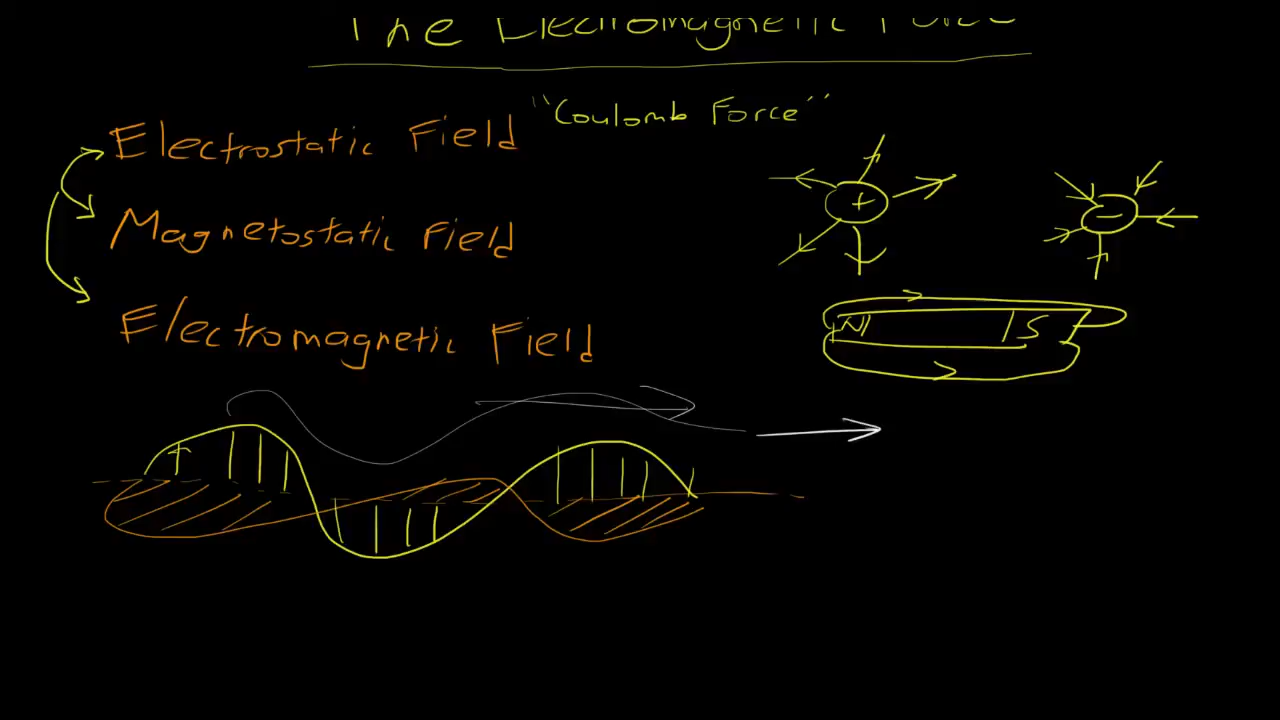 The Electromagnetic Force
"Coulomb Force"
Electrostatic Field
+
−
Magnetostatic Field
N S
Electromagnetic Field